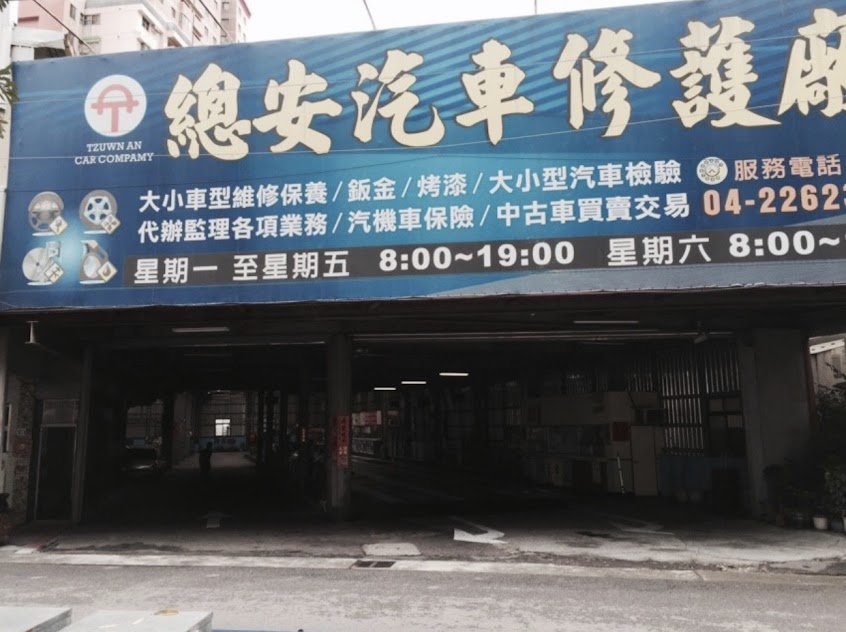 總安汽車修護廠
TZUWN AN
CAR COMPAMY
大小車型維修保養/鈑金/烤漆/大小型汽車檢驗
服務電話
代辦監理各項業務/汽機車保險/中古車買賣交易
04-22623
星期一 至星期五 8:00~19:00 星期六 8:00~